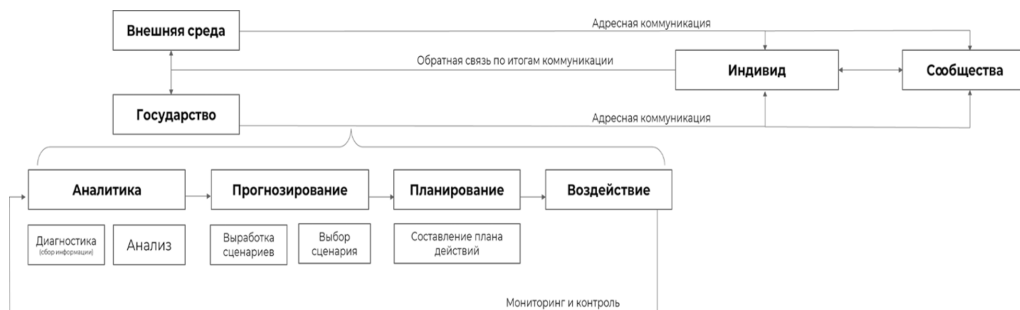 Внешняя среда
Адресная коммуникация
Обратная связь по итогам коммуникации
Индивид
Сообщества
Государство
Адресная коммуникация
Аналитика
Прогнозирование
Планирование
Воздействие
Диагностика
(сбор информации)
Анализ
Выработка
сценариев
Выбор
сценария
Составление плана
действий
Мониторинг и контроль